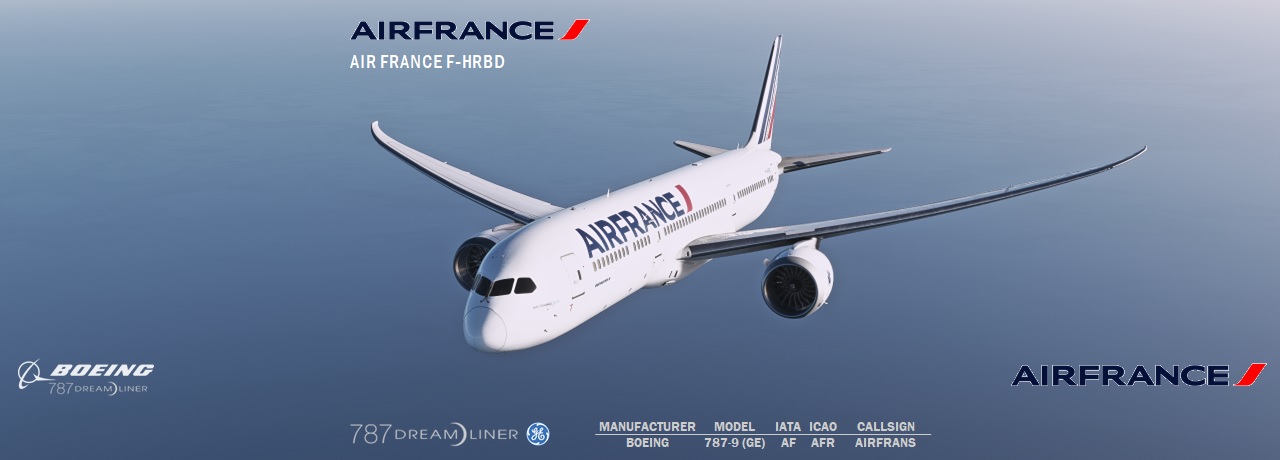 AIRFRANCE
AIR FRANCE F-HRBD
AIRFRANCE
BOEING
787 DREAMLINER
AIRFRANCE
787 DREAMLINER GE
MANUFACTURER MODEL IATA ICAO CALLSIGN
BOEING 787-9 (GE) AF AFR AIRFRANS